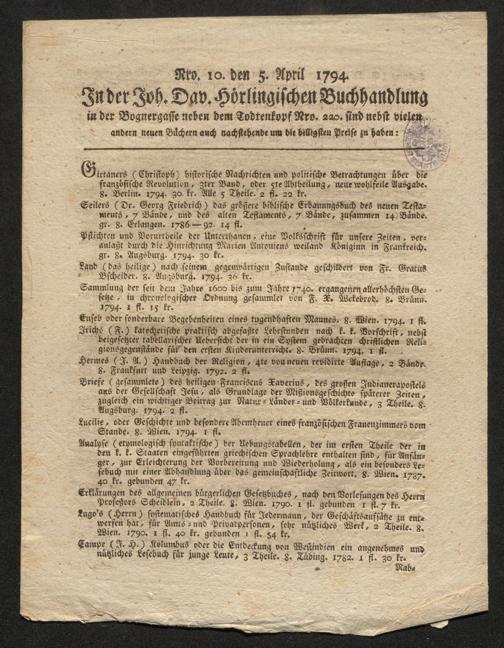 Nro. 10. den 5. April 1794.
In der Joh. Dav. Hörlingischen Buchhandlung
in der Bognergasse neben dem Todtenkopf Nro. 220. sind nebst vielen
andern neuen Büchern auch nachstehende um die billigsten Preise zu haben:
Girtaners (Christoph) historische Nachrichten und politische Betrachtungen über die
französische Revolution, 3ter Band, oder 5te Abtheilung, neue wohlfeile Ausgabe.
8. Berlin. 1794. 30 kr. Alle 5 Theile. 2 fl. 22 kr.
Seilers (Dr. Georg Friedrich) das größere biblische Erbauungsbuch des neuen Testa-
ments, 7 Bände, und des alten Testaments, 7 Bände, zusammen 14 Bände.
gr. 8. Erlangen. 1786 — 92. 14 fl.
Pflichten und Vorurtheile der Unterthanen, eine Volksschrift für unsere Zeiten, ver-
anlaßt durch die Hinrichtung Marien Antoniens weiland Königinn in Frankreich.
gr. 8. Augsburg. 1794. 30 kr.
Land (das heilige) nach seinem gegenwärtigen Zustande geschildert von Fr. Gratus
Bscheider. 8. Augsburg. 1794. 36 kr.
Sammlung der seit dem Jahre 1600 bis zum Jahre 1740. ergangenen allerhöchsten Ge-
setze, in chronologischer Ordnung gesammlet von F. X. Wekebrod. 8. Brünn.
1794. 1 fl. 15 kr.
Euseb oder sonderbare Begebenheiten eines tugendhaften Mannes. 8. Wien. 1794. 1 fl.
(F.) katechetische praktisch abgefaßte Lehrstunden nach k. k. Vorschrift, nebst
beigesetzter tabellarischer Uebersicht der in ein System gebrachten christlichen Reli-
gionsgegenstände für den ersten Kinderunterricht. 8. Brünn. 1794. 1 fl.
Hermes (J. A.) Handbuch der Religion, 4te von neuen revidirte Auflage, 2 Bände.
8. Frankfurt und Leipzig. 1792. 2 fl.
Briefe (gesammlete) des heiligen Franciscus Xaverius, des großen Indianerapostels
aus der Gesellschaft Jesu, als Grundlage der Missionsgeschichte späterer Zeiten,
zugleich ein wichtiger Beitrag zur Natur- Länder- und Völkerkunde, 3 Theile. 8.
Augsburg. 1794. 2 fl.
Lucilie, oder Geschichte und besondere Abentheuer eines französischen Frauenzimmers vom
Stande. 8. Wien. 1794. 1 fl.
Analyse (etymologisch syntaktische) der Uebungstabellen, der im ersten Theile der in
den k. k. Staaten eingeführten griechischen Sprachlehre enthalten sind, für Anfän-
ger, zur Erleichterung der Vorbereitung und Wiederholung, als ein besonders Le-
sebuch mit einer Abhandlung über das gemeinschaftliche Zeitwort. 8. Wien. 1787.
40 kr. gebunden 47 kr.
Erklärungen des allgemeinen bürgerlichen Gesetzbuches, nach den Vorlesungen des Herrn
Professors Scheidlein, 2 Theile. 8. Wien. 1790. 1 fl. gebunden 1 fl. 7 kr.
Lugo's (Herrn) systematisches Handbuch für Jedermann, der Geschäftsaufsätze zu ent-
werfen hat, für Amts- und Privatpersonen, sehr nützliches Werk, 2 Theile. 8.
Wien. 1790. 1 fl. 40 kr. gebunden 1 fl. 54 kr.
Campe (J. H.) Kolumbus oder die Entdeckung von Westindien ein angenehmes und
nützliches Lesebuch für junge Leute, 3 Theile. 8. Tübing. 1782. 1 fl. 30 kr.